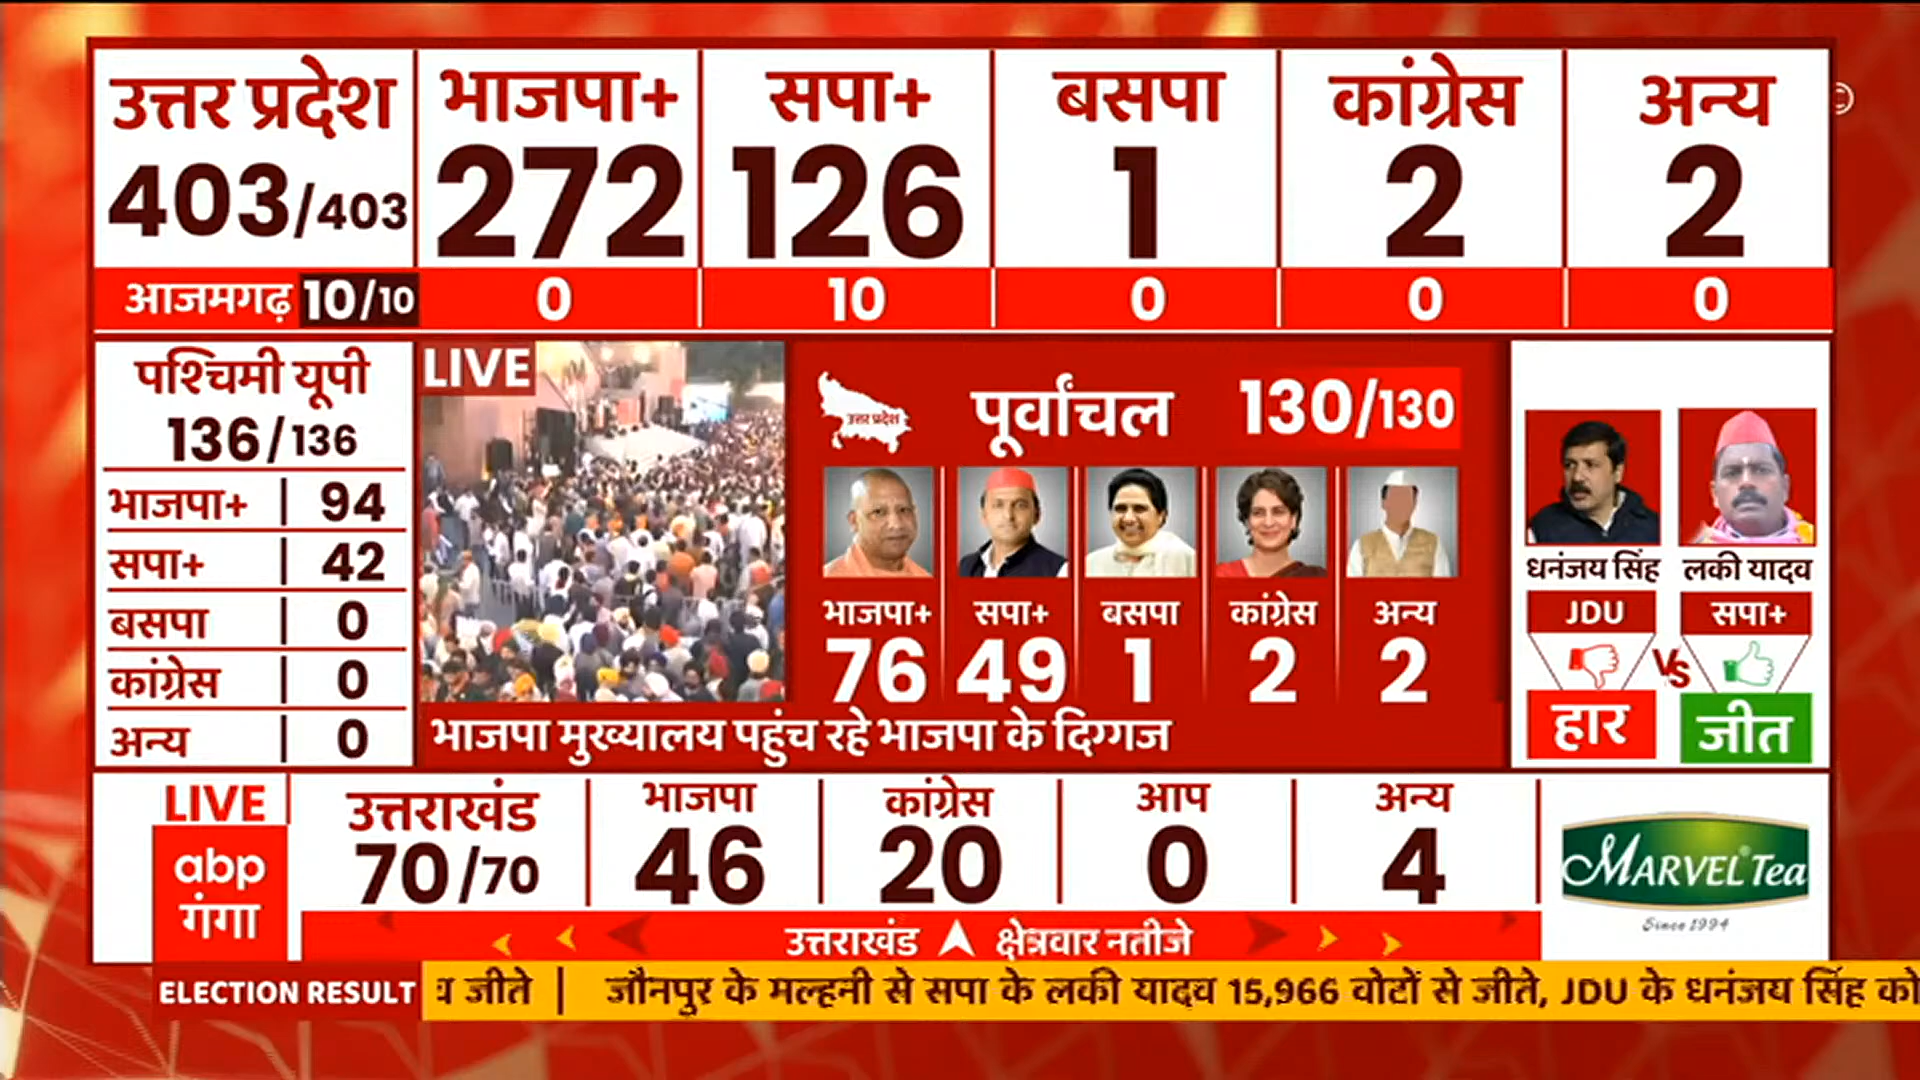 उत्तर प्रदेश
403/403
भाजपा+
272
सपा+
126
बसपा
1
कांग्रेस
2
अन्य
2
आजमगढ़ 10/10 0 10 0 0 0
पश्चिमी यूपी
136/136
भाजपा+ 94
सपा+ 42
बसपा 0
कांग्रेस 0
अन्य 0
LIVE
उत्तर प्रदेश
पूर्वांचल 130/130
भाजपा+ सपा+ बसपा कांग्रेस अन्य
76 49 1 2 2
भाजपा मुख्यालय पहुंच रहे भाजपा के दिग्गज
धनंजय सिंह लकी यादव
JDU सपा+
VS
हार जीत
LIVE
abp
गंगा
उत्तराखंड
70/70
भाजपा
46
कांग्रेस
20
आप
0
अन्य
4
उत्तराखंड क्षेत्रवार नतीजे
MARVEL Tea
Since 1994
ELECTION RESULT
जीते | जौनपुर के मल्हनी से सपा के लकी यादव 15,966 वोटों से जीते, JDU के धनंजय सिंह को